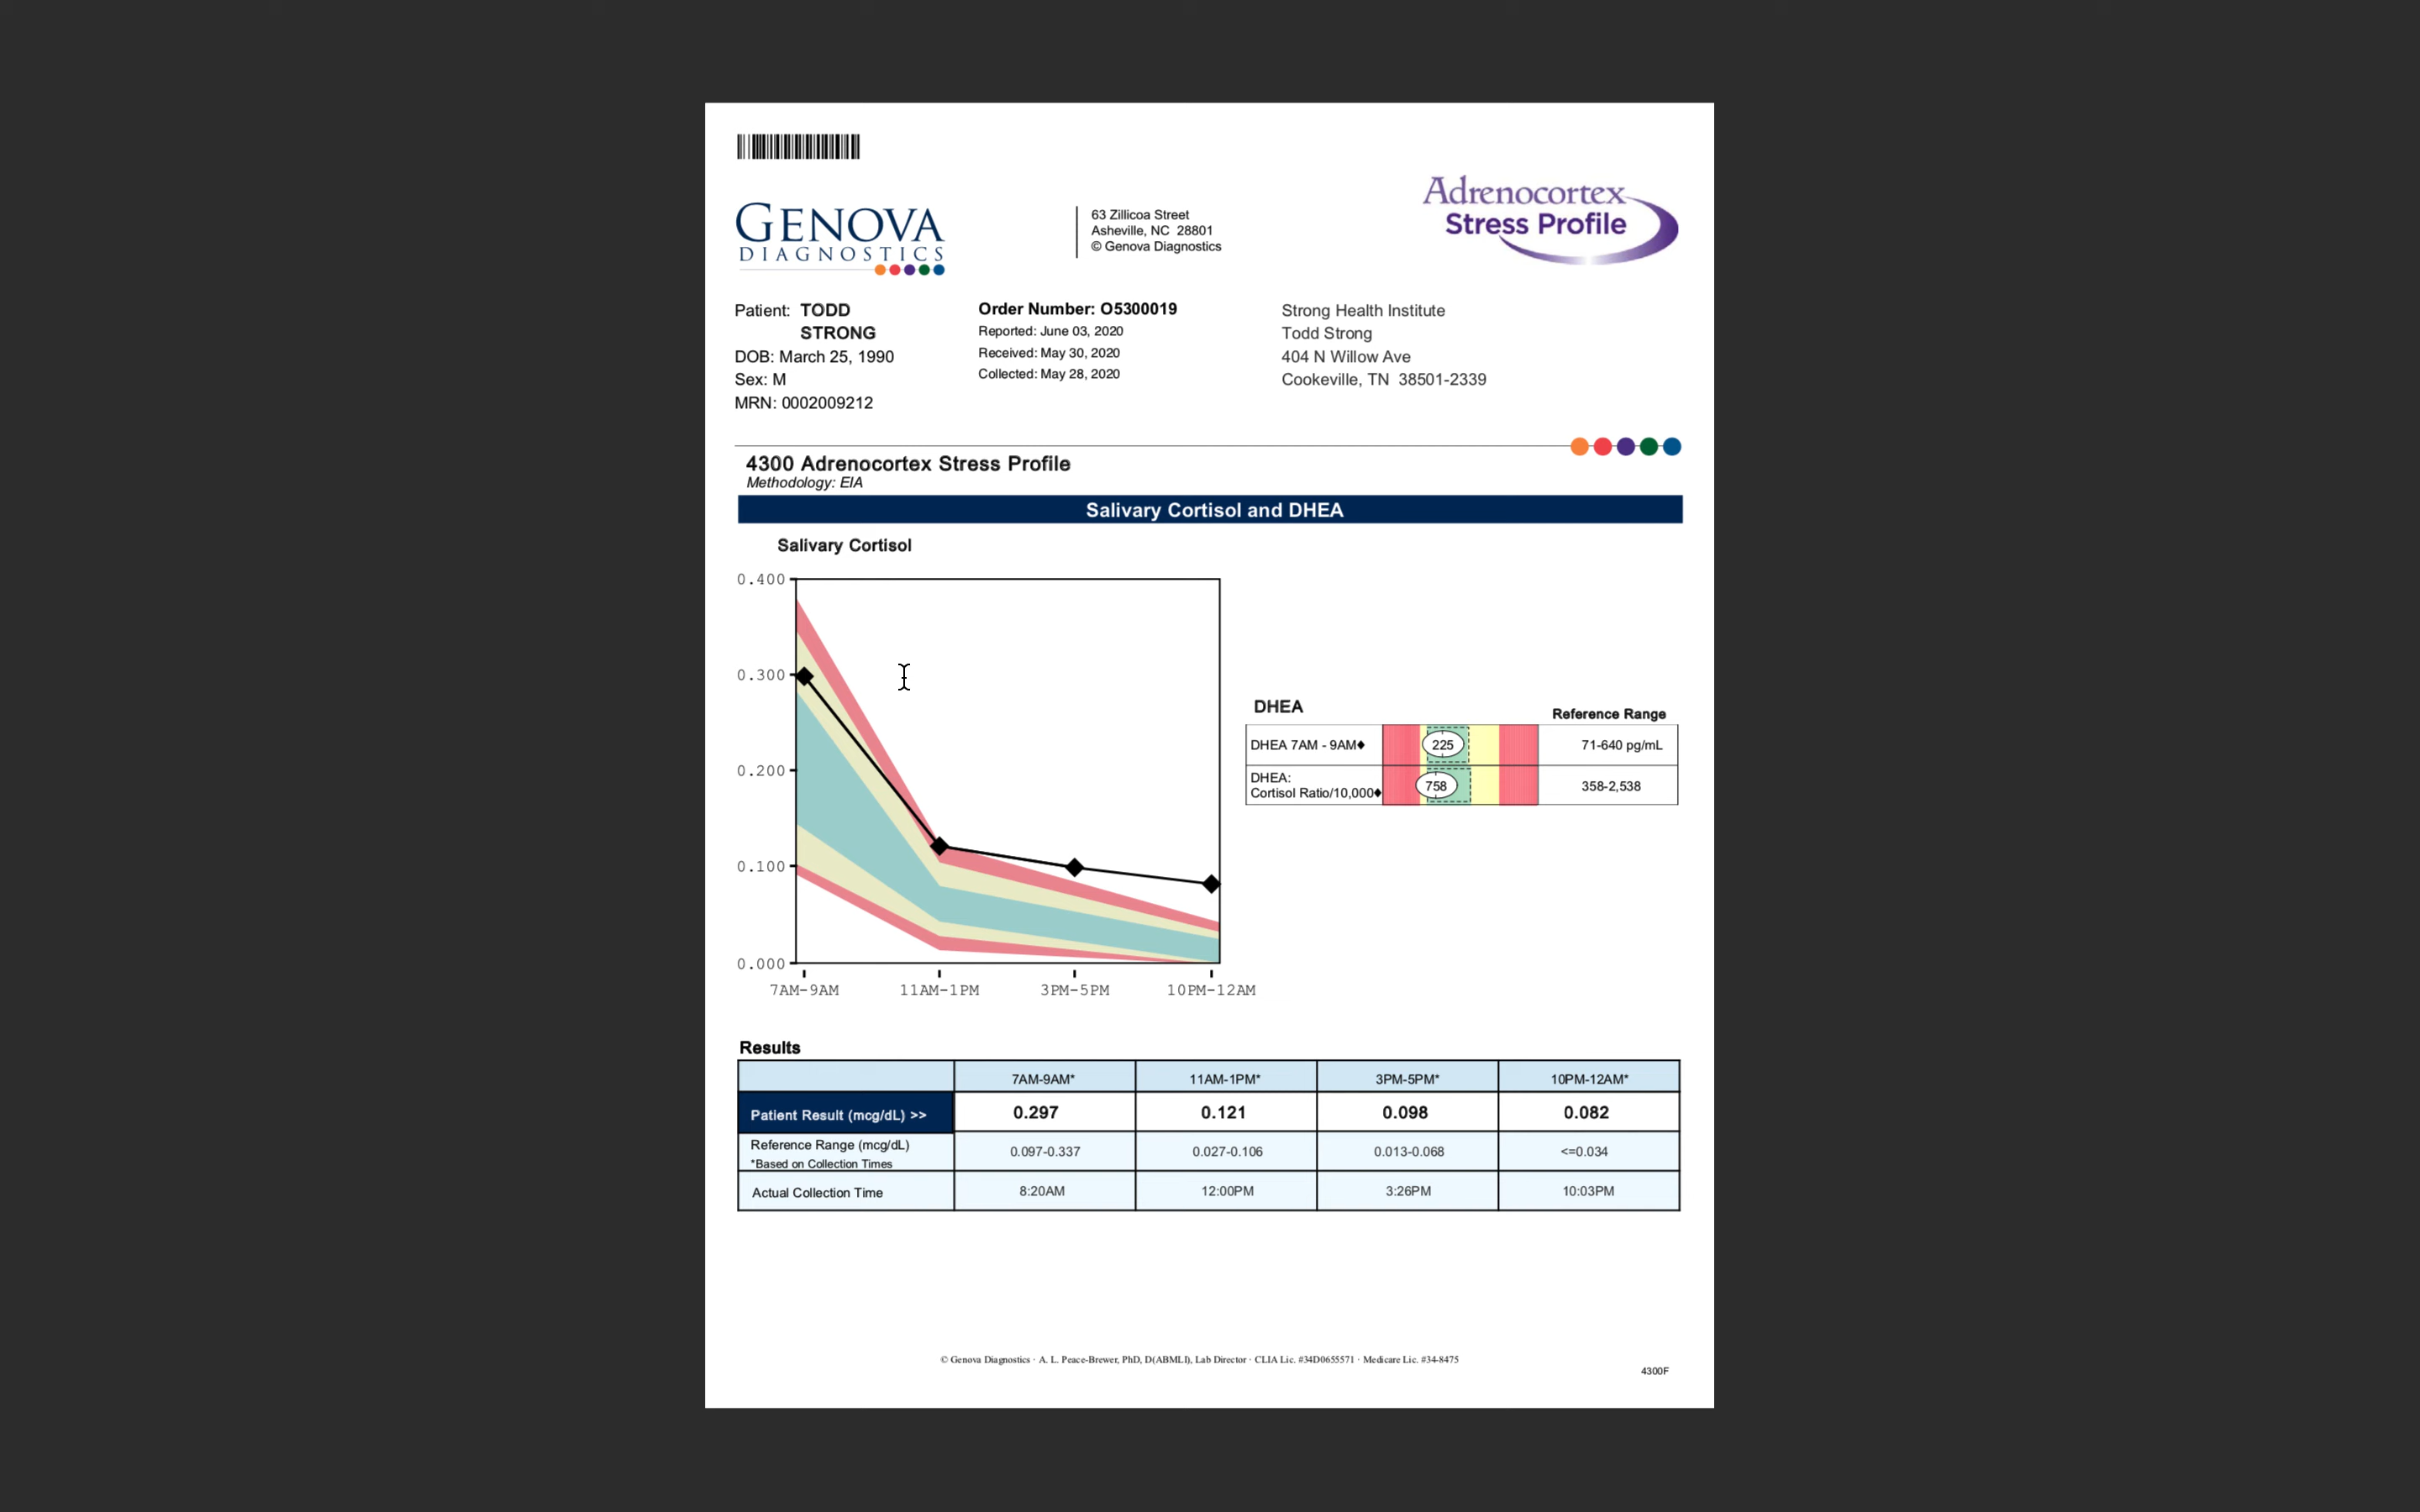 GENOVA
DIAGNOSTICS
63 Zillicoa Street
Asheville, NC 28801
© Genova Diagnostics
Adrenocortex
Stress Profile
Patient: TODD
STRONG
DOB: March 25, 1990
Sex: M
MRN: 0002009212
Order Number: O5300019
Reported: June 03, 2020
Received: May 30, 2020
Collected: May 28, 2020
Strong Health Institute
Todd Strong
404 N Willow Ave
Cookeville, TN 38501-2339
4300 Adrenocortex Stress Profile
Methodology: EIA
Salivary Cortisol and DHEA
Salivary Cortisol
0.400
0.300
0.200
0.100
0.000
7AM-9AM 11AM-1PM 3PM-5PM 10PM-12AM
DHEA Reference Range
DHEA 7AM - 9AM♦ 225 71-640 pg/mL
DHEA:
Cortisol Ratio/10,000♦ 758 358-2,538
Results
7AM-9AM* 11AM-1PM* 3PM-5PM* 10PM-12AM*
Patient Result (mcg/dL) >> 0.297 0.121 0.098 0.082
Reference Range (mcg/dL) 0.097-0.337 0.027-0.106 0.013-0.068 <=0.034
*Based on Collection Times
Actual Collection Time 8:20AM 12:00PM 3:26PM 10:03PM
© Genova Diagnostics · A. L. Peace-Brewer, PhD, D(ABMLI), Lab Director · CLIA Lic. #34D0655571 · Medicare Lic. #34-8475
4300F